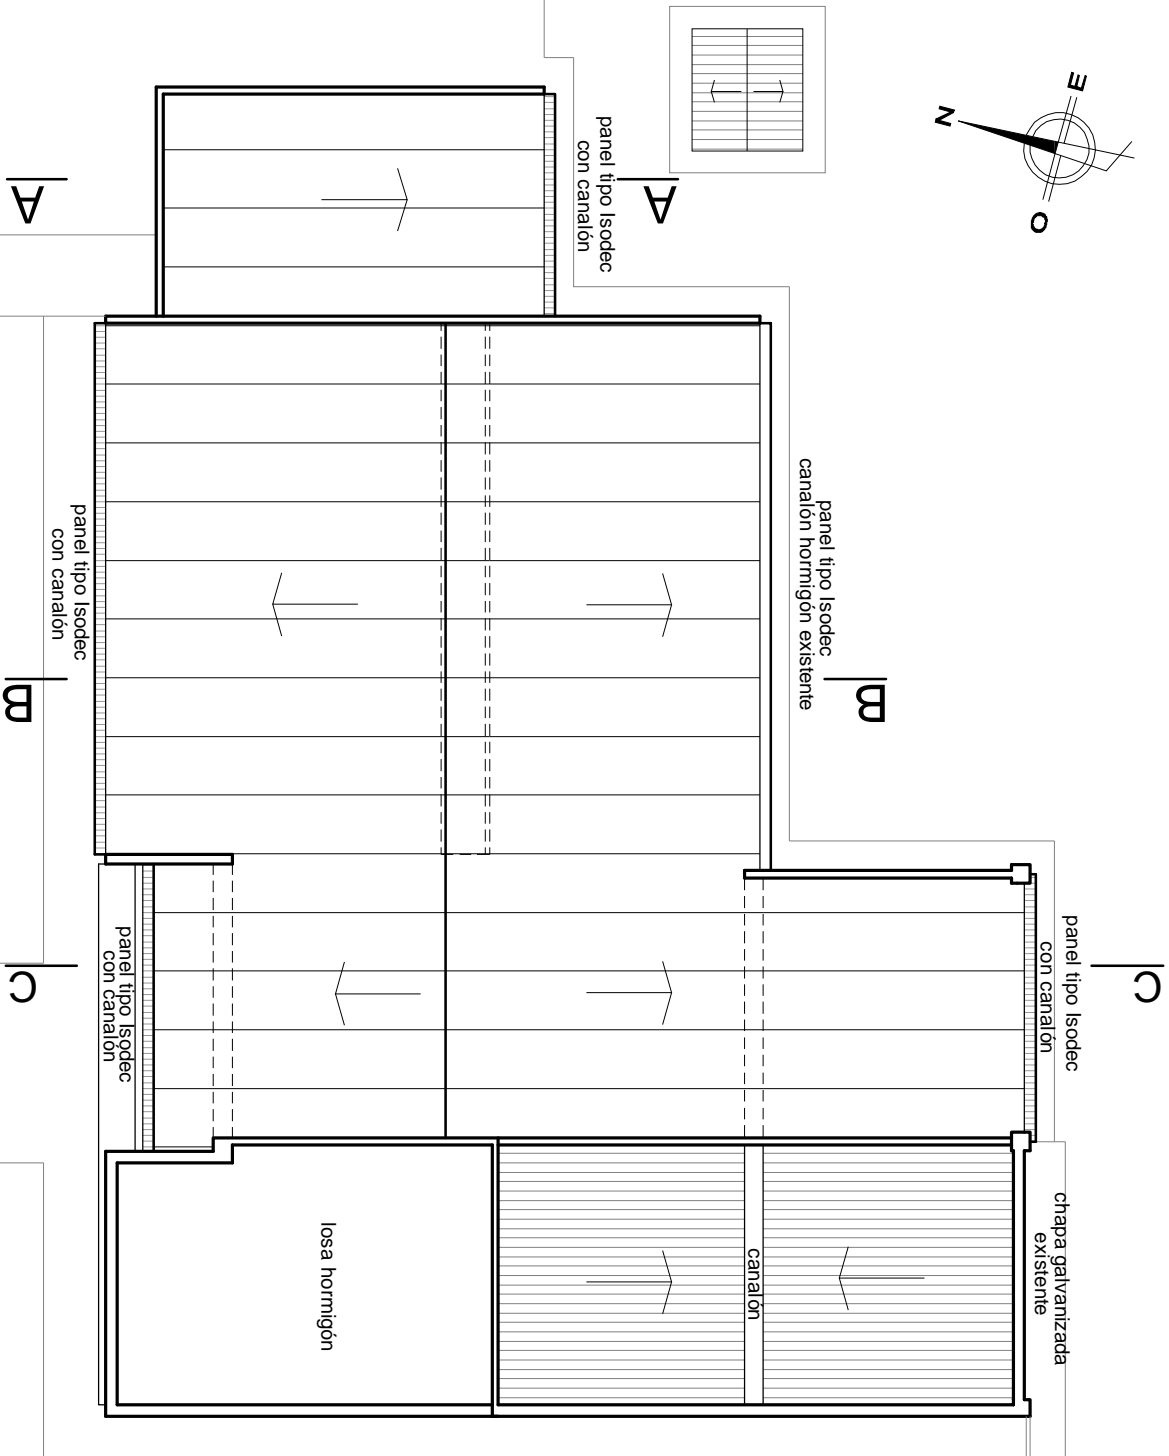 E
N
O
A
A
panel tipo Isodec
con canalón
panel tipo Isodec
canalón hormigón existente
panel tipo Isodec
con canalón
B
B
panel tipo Isodec
con canalón
panel tipo Isodec
con canalón
C
C
losa hormigón
canalón
chapa galvanizada
existente